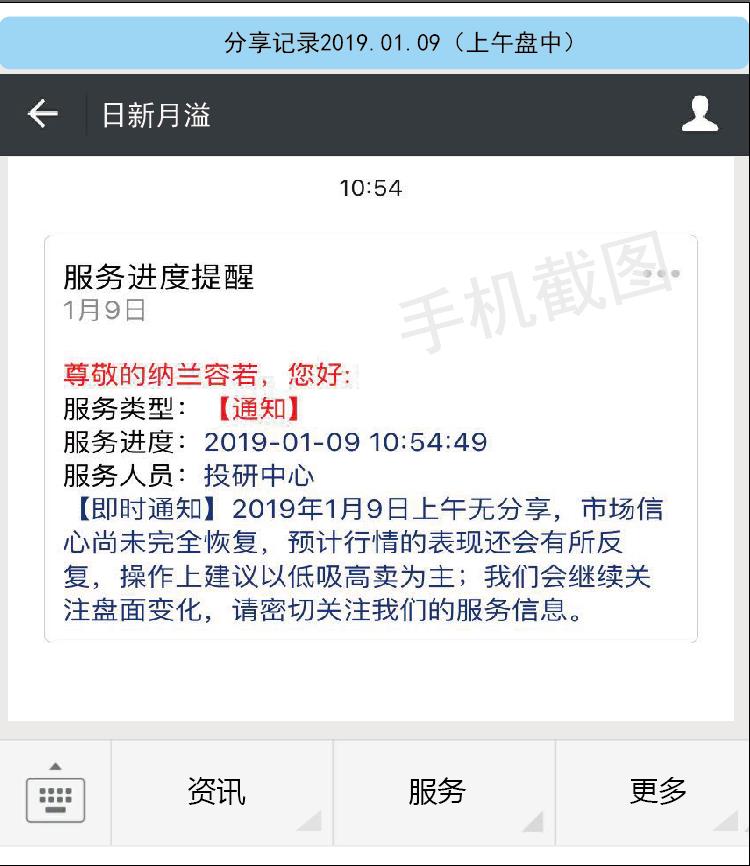 分享记录2019.01.09（上午盘中）
日新月溢
10:54
服务进度提醒
1月9日
手机截图
尊敬的纳兰容若，您好:
服务类型：【通知】
服务进度：2019-01-09 10:54:49
服务人员：投研中心
【即时通知】2019年1月9日上午无分享，市场信
心尚未完全恢复，预计行情的表现还会有所反
复，操作上建议以低吸高卖为主；我们会继续关
注盘面变化，请密切关注我们的服务信息。
资讯
服务
更多